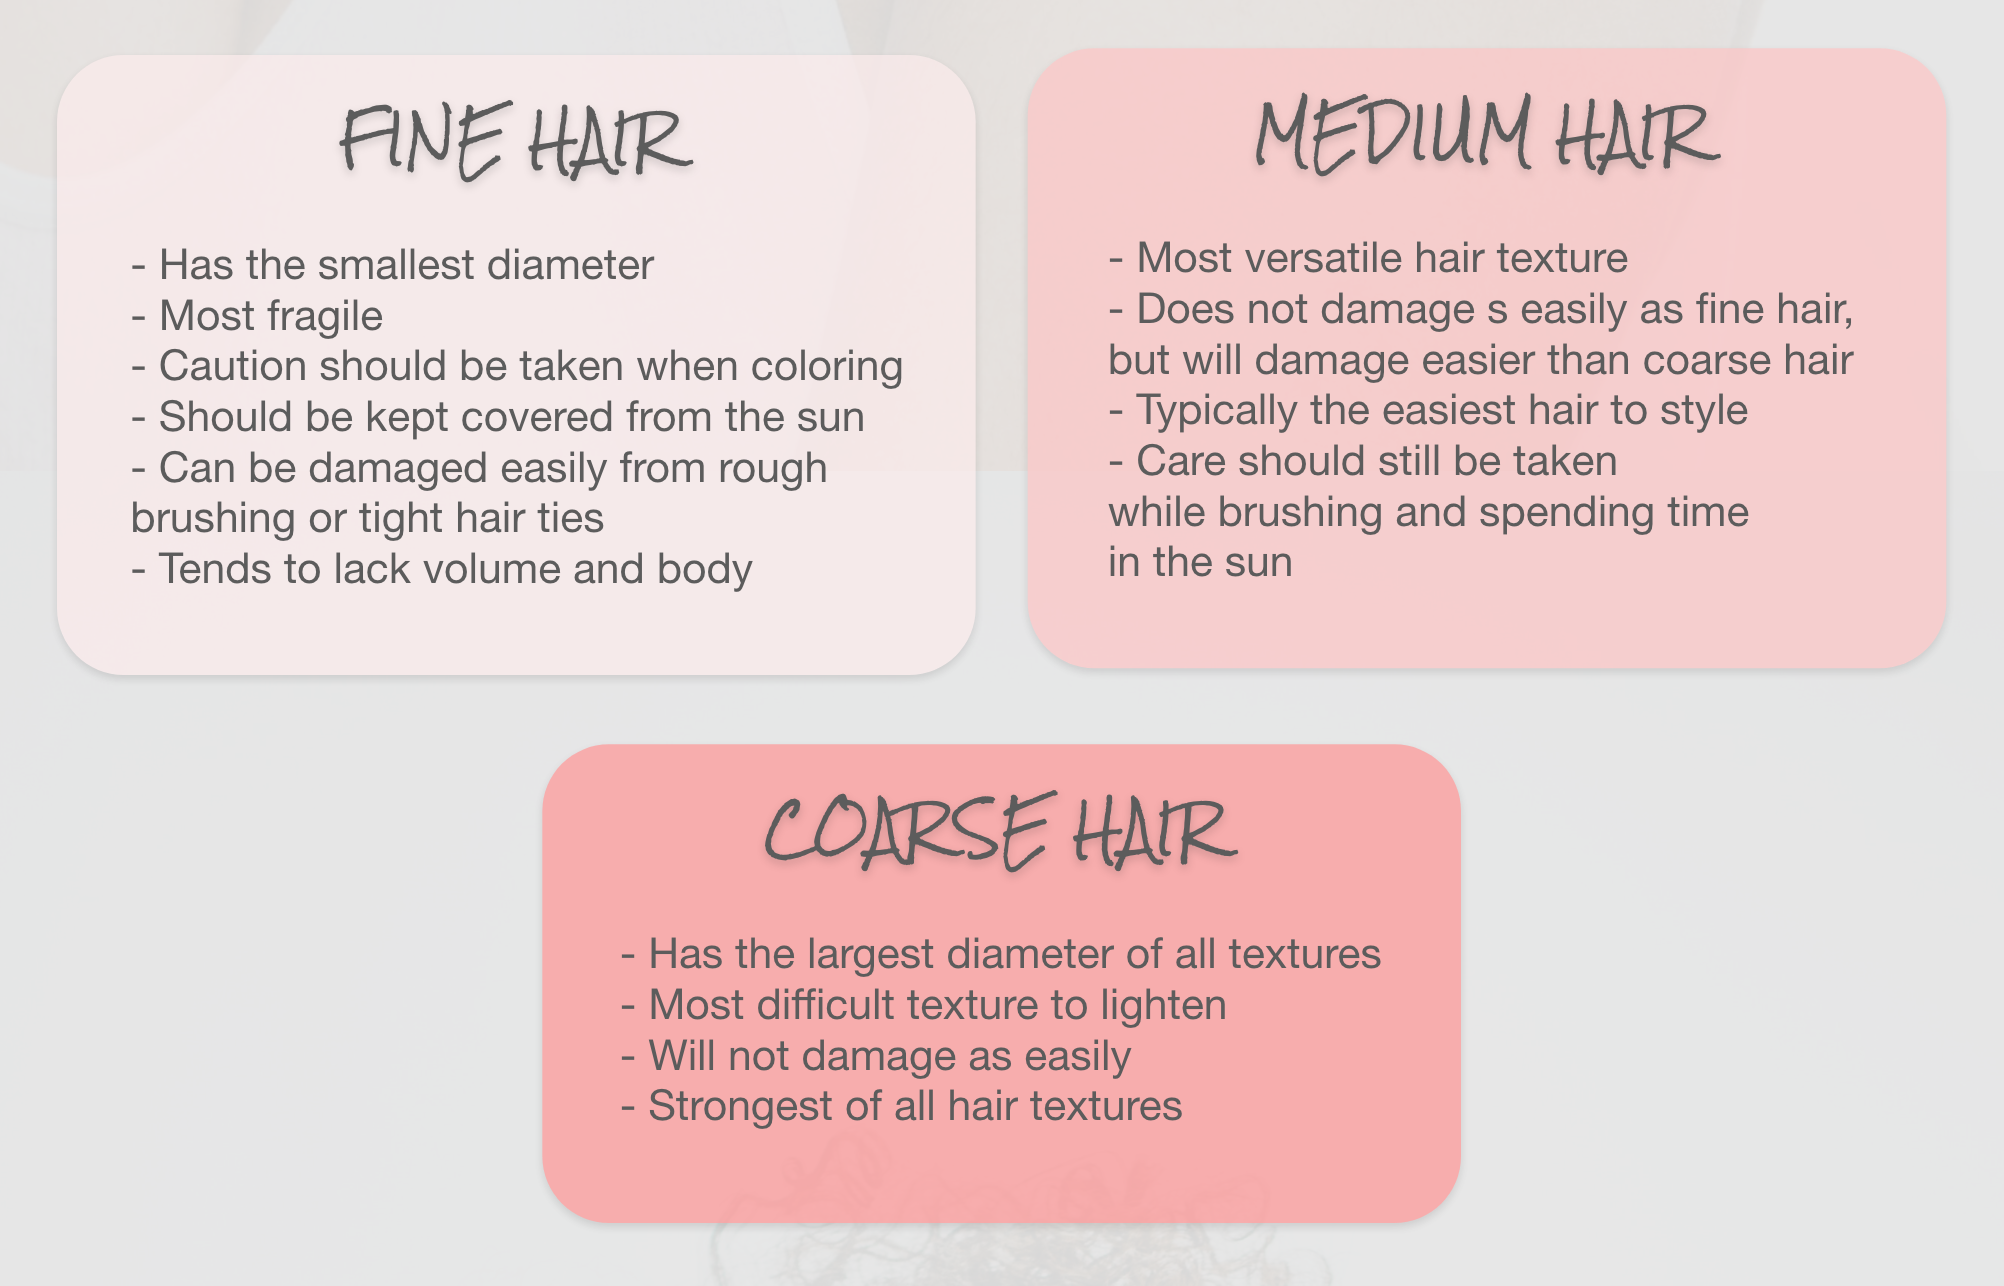 FINE HAIR
- Has the smallest diameter
- Most fragile
- Caution should be taken when coloring
- Should be kept covered from the sun
- Can be damaged easily from rough
brushing or tight hair ties
- Tends to lack volume and body
MEDIUM HAIR
- Most versatile hair texture
- Does not damage s easily as fine hair,
but will damage easier than coarse hair
- Typically the easiest hair to style
- Care should still be taken
while brushing and spending time
in the sun
COARSE HAIR
- Has the largest diameter of all textures
- Most difficult texture to lighten
- Will not damage as easily
- Strongest of all hair textures